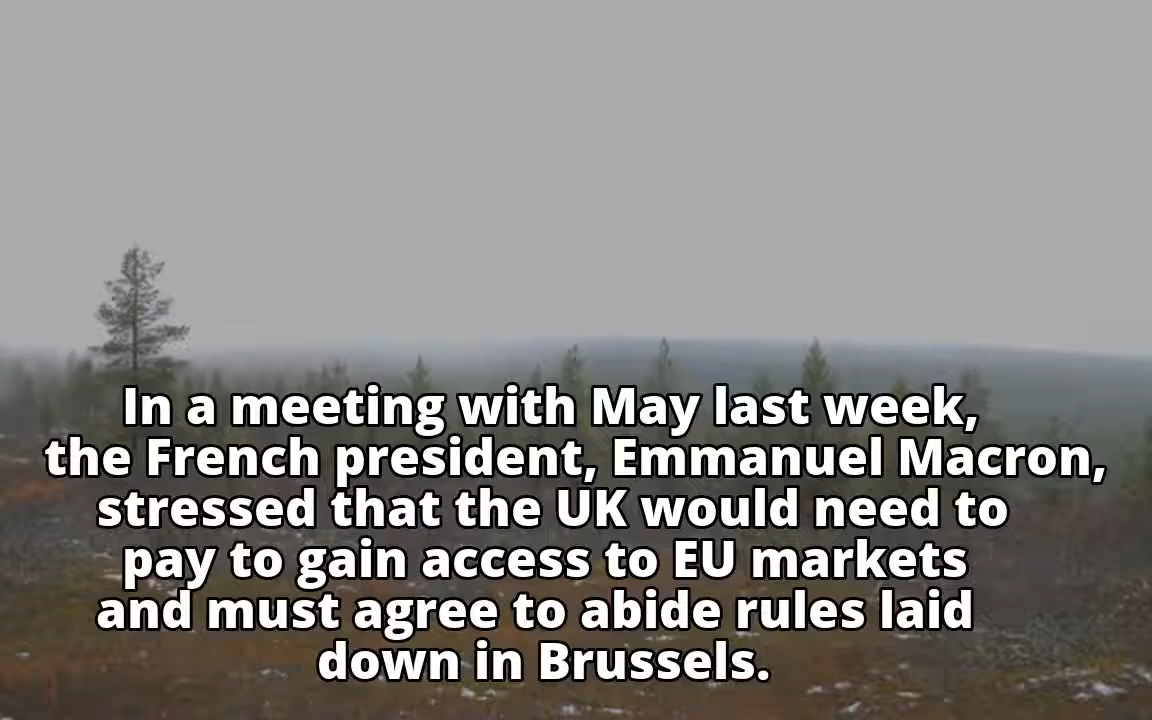 In a meeting with May last week,
the French president, Emmanuel Macron,
stressed that the UK would need to
pay to gain access to EU markets
and must agree to abide rules laid
down in Brussels.